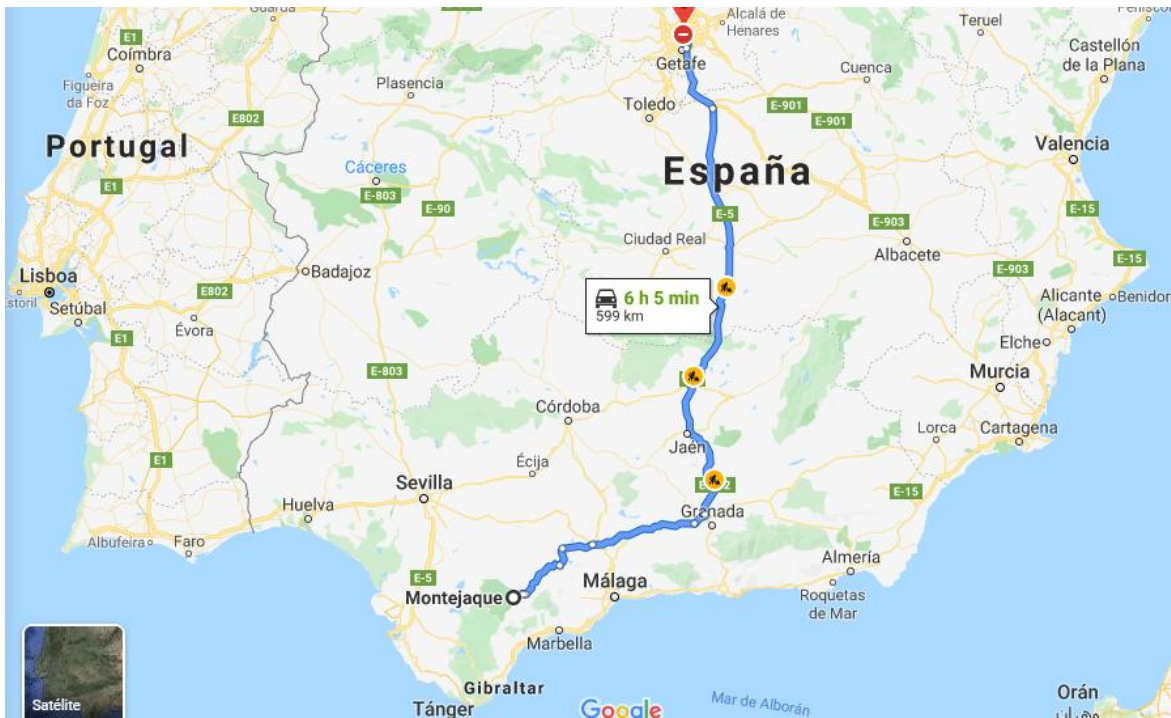 Guarda
Alcalá de
Henares
Teruel
E1
Coímbra
Getafe
Castellón
de la Plana
Figueira
da Foz
Plasencia
Cuenca
Toledo
E-901
E802
E-901
Portugal
Valencia
Cáceres
España
E1
E-803
E-90
E-5
E-903
E-15
Ciudad Real
Albacete
E-15
Lisboa
Badajoz
E-903
Estoril
Setúbal
E802
6 h 5 min
599 km
Alicante
(Alacant)
Benidor
Évora
Elche
E-803
Murcia
Córdoba
Lorca
Cartagena
Jaén
E1
Écija
Sevilla
E-15
Huelva
Granada
Albufeira
Faro
Almería
E-5
Málaga
Montejaque
Roquetas
de Mar
Marbella
Satélite
Gibraltar
Tánger
Google
Mar de Alborán
Orán
وهران